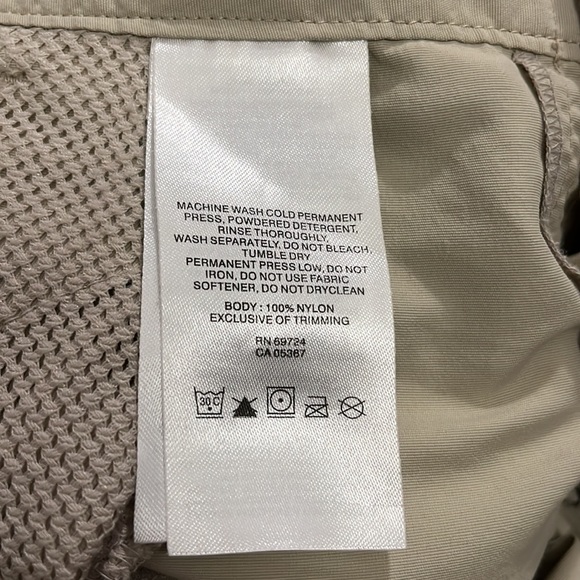 MACHINE WASH COLD PERMANENT
PRESS, POWDERED DETERGENT,
RINSE THOROUGHLY,
WASH SEPARATELY, DO NOT BLEACH,
TUMBLE DRY
PERMANENT PRESS LOW, DO NOT
IRON, DO NOT USE FABRIC
SOFTENER, DO NOT DRYCLEAN
BODY : 100% NYLON
EXCLUSIVE OF TRIMMING
RN 69724
CA 05367
30 C